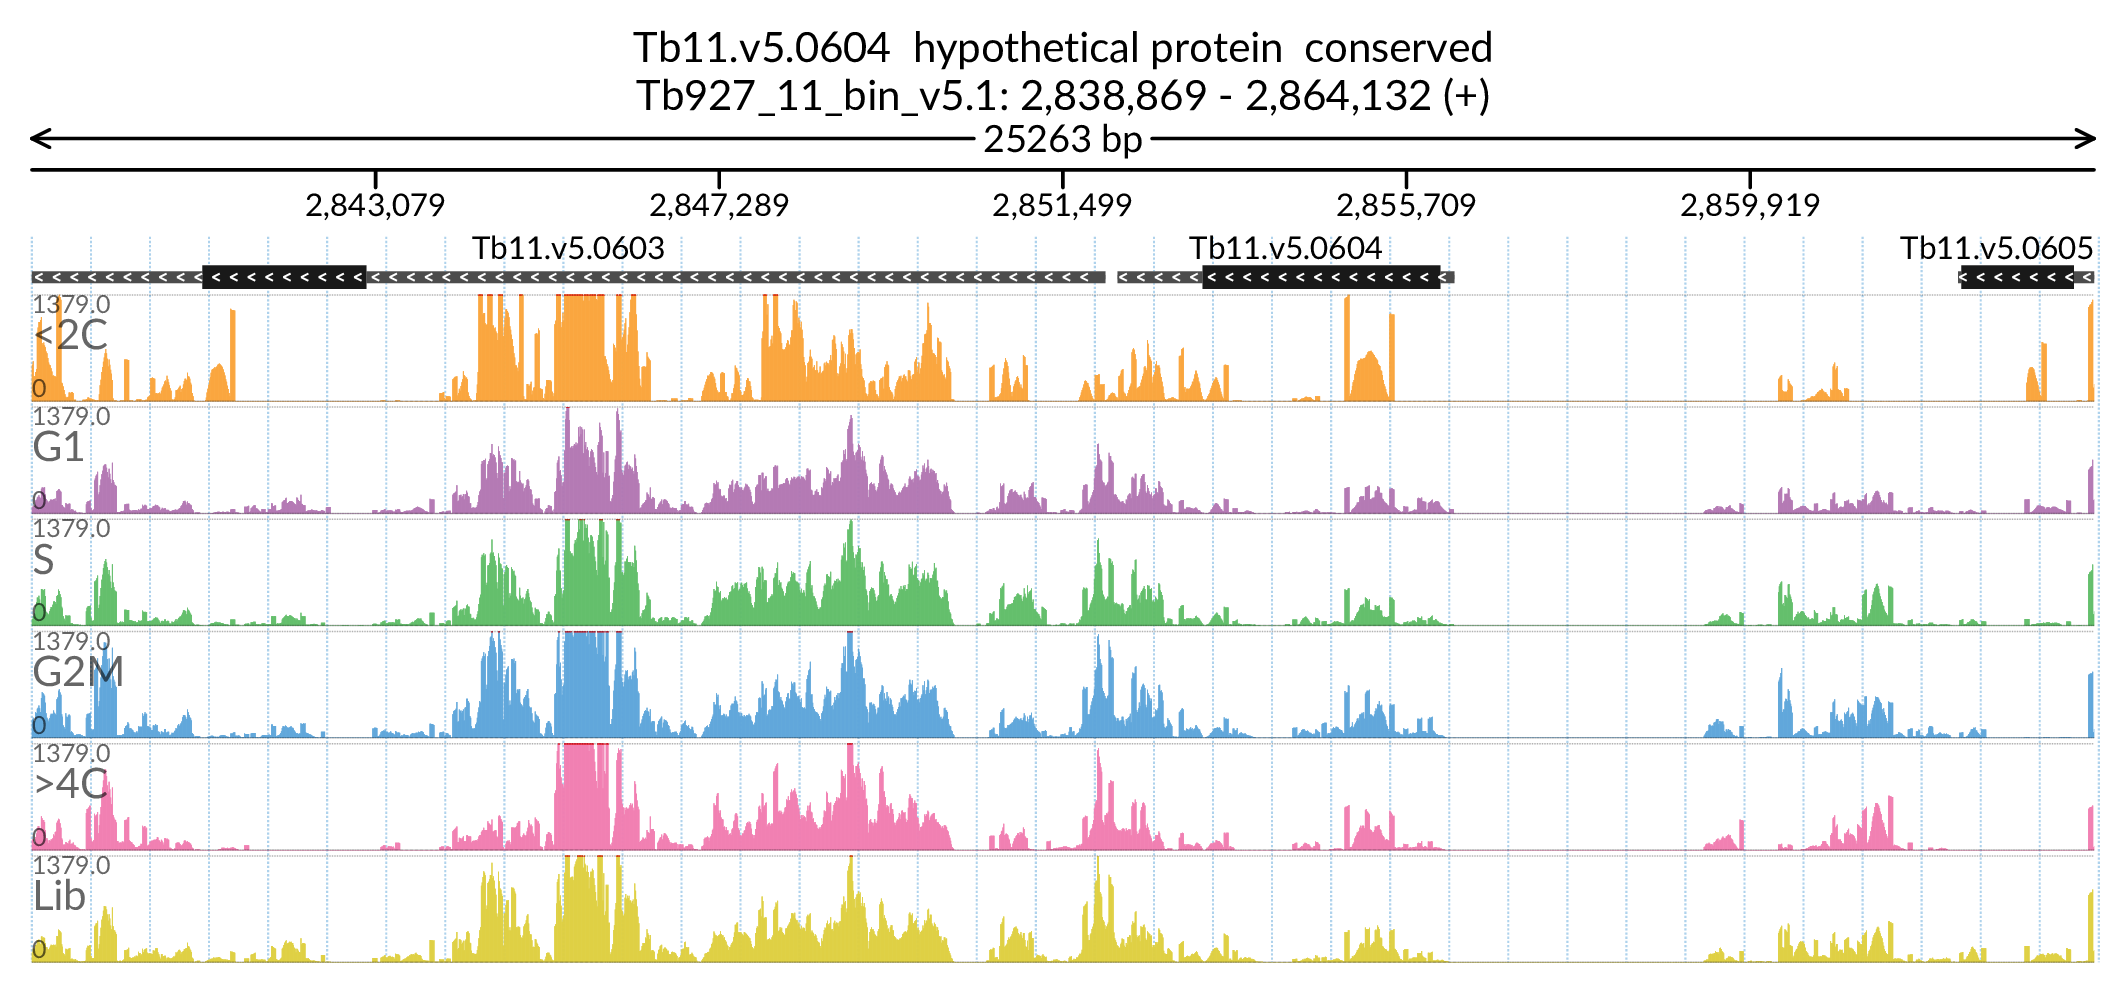 Tb11.v5.0604 hypothetical protein conserved
Tb927_11_bin_v5.1: 2,838,869 - 2,864,132 (+)
25263 bp
2,843,079 2,847,289 2,851,499 2,855,709 2,859,919
Tb11.v5.0603 Tb11.v5.0604 Tb11.v5.0605
1379.0
<2C
0
1379.0
G1
0
1379.0
S
0
1379.0
G2M
0
1379.0
>4C
0
1379.0
Lib
0